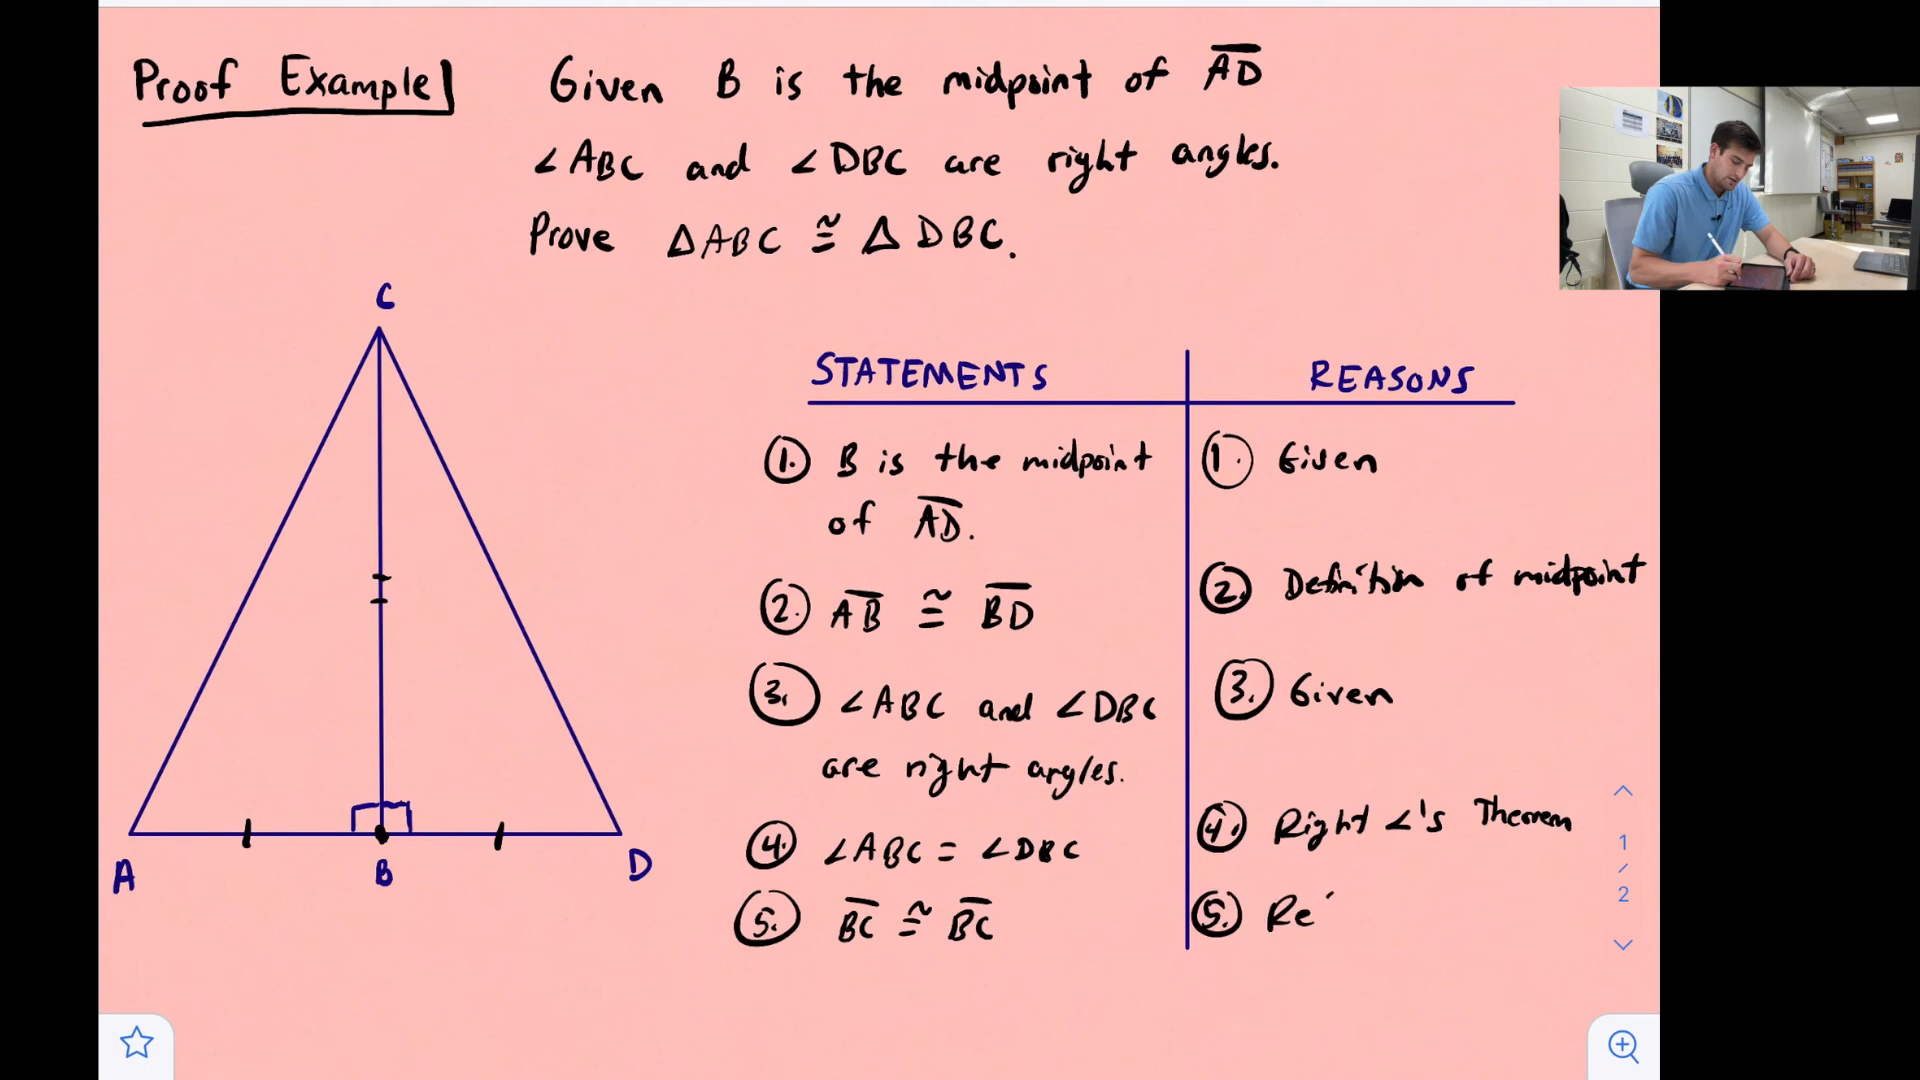 Proof Example
Given B is the midpoint of AD
∠ABC and ∠DBC are right angles.
Prove △ABC ≅ △DBC.
C
A
B
D
STATEMENTS
REASONS
1. B is the midpoint
of AD.
1. Given
2. AB ≅ BD
2. Definition of midpoint
3. ∠ABC and ∠DBC
are right angles.
3. Given
4. ∠ABC = ∠DBC
4. Right ∠'s Theorem
5. BC ≅ BC
5. Re
1
/
2